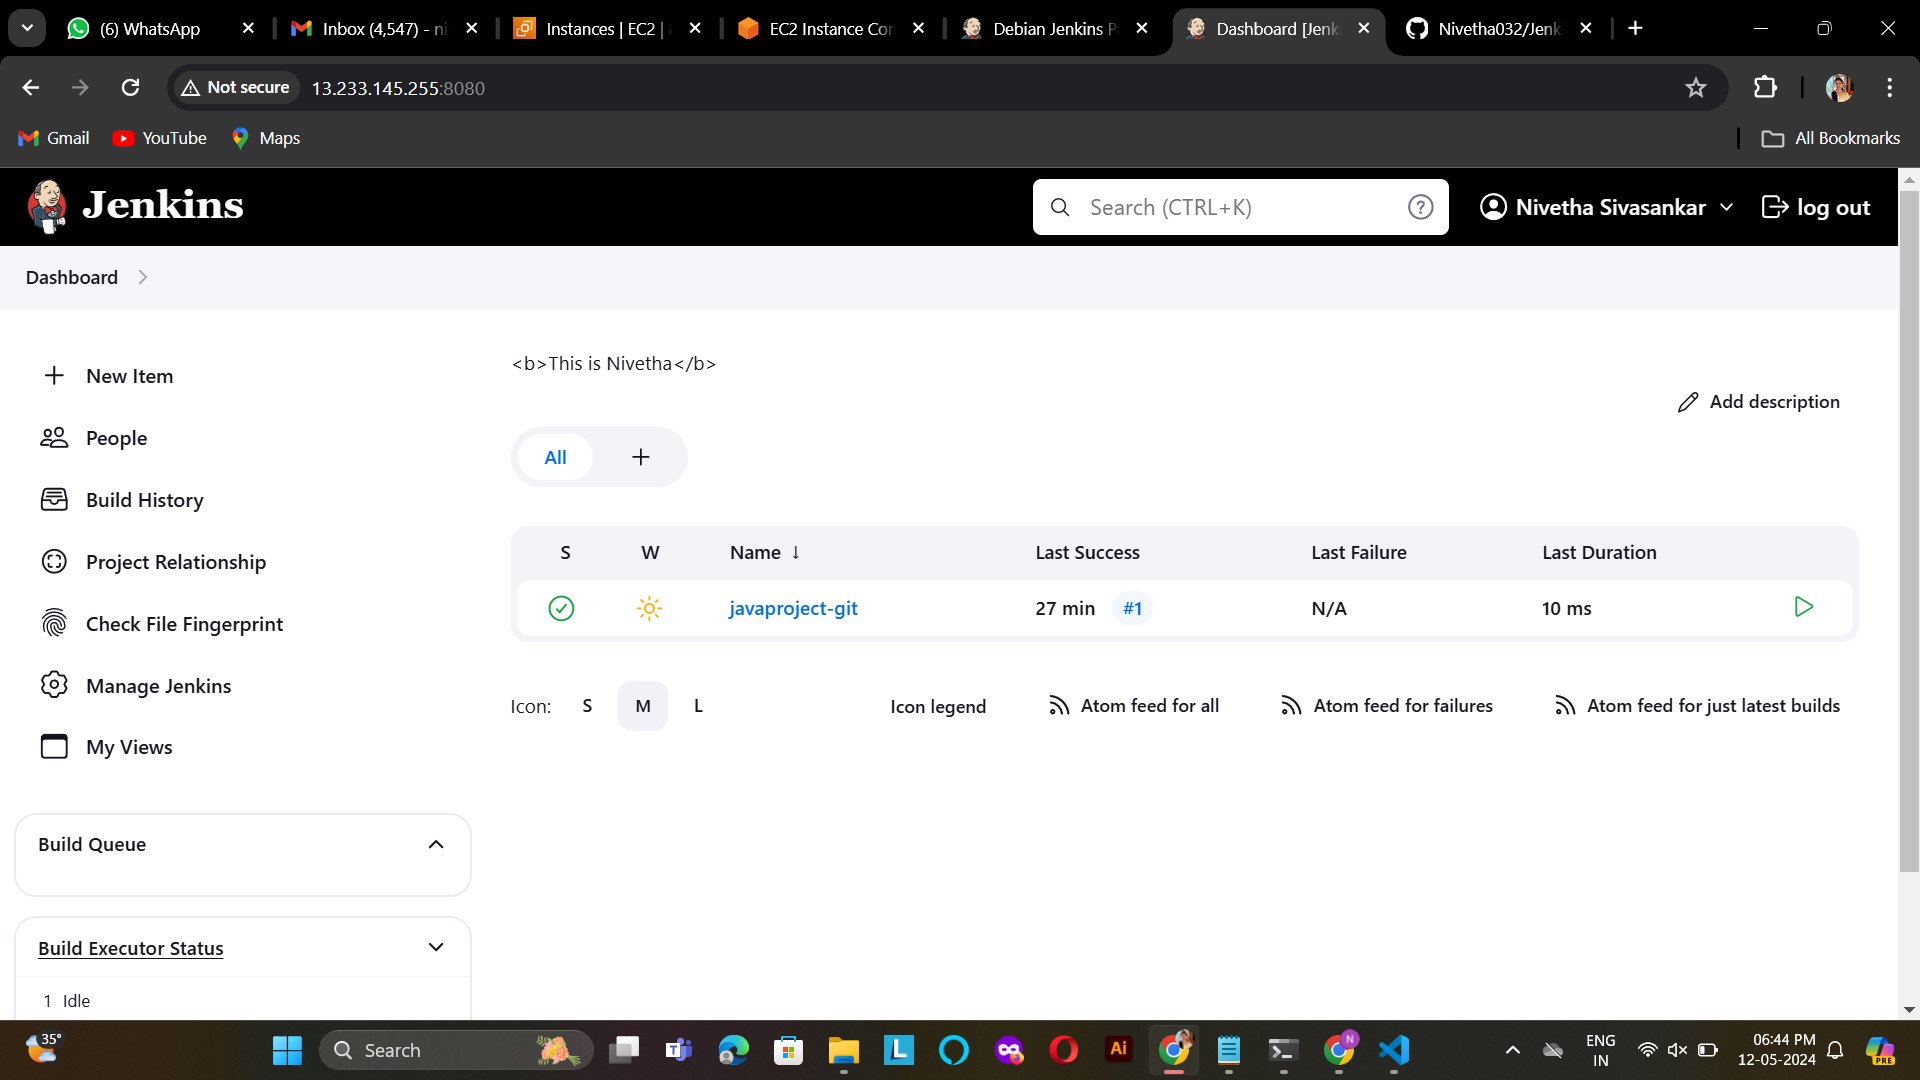 (6) WhatsApp
Inbox (4,547) - ni
Instances | EC2 | a
EC2 Instance Con
Debian Jenkins P
Dashboard [Jenk
Nivetha032/Jenk
Not secure
13.233.145.255:8080
Gmail
YouTube
Maps
All Bookmarks
Jenkins
Search (CTRL+K)
Nivetha Sivasankar
log out
Dashboard
New Item
People
Build History
Project Relationship
Check File Fingerprint
Manage Jenkins
My Views
Build Queue
Build Executor Status
1 Idle
<b>This is Nivetha</b>
Add description
All +
S W Name ↓ Last Success Last Failure Last Duration
javaproject-git 27 min #1 N/A 10 ms
Icon: S M L Icon legend Atom feed for all Atom feed for failures Atom feed for just latest builds
35°
Search
L
Ai
N
ENG
IN
06:44 PM
12-05-2024
PRE